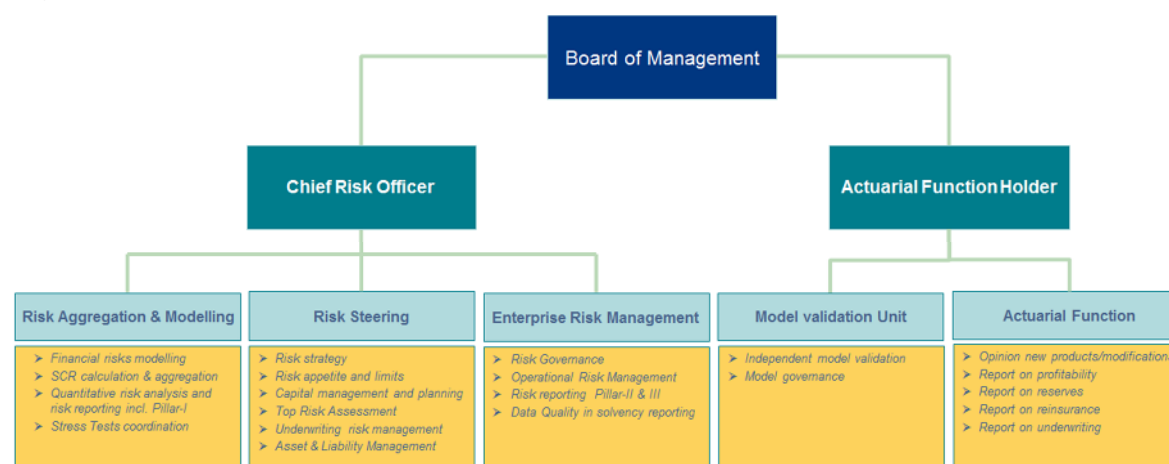 Board of Management
Chief Risk Officer
Actuarial Function Holder
Risk Aggregation & Modelling
Financial risks modelling
SCR calculation & aggregation
Quantitative risk analysis and
risk reporting incl. Pillar-I
Stress Tests coordination
Risk Steering
Risk strategy
Risk appetite and limits
Capital management and planning
Top Risk Assessment
Underwriting risk management
Asset & Liability Management
Enterprise Risk Management
Risk Governance
Operational Risk Management
Risk reporting Pillar-II & III
Data Quality in solvency reporting
Model validation Unit
Independent model validation
Model governance
Actuarial Function
Opinion new products/modifications
Report on profitability
Report on reserves
Report on reinsurance
Report on underwriting